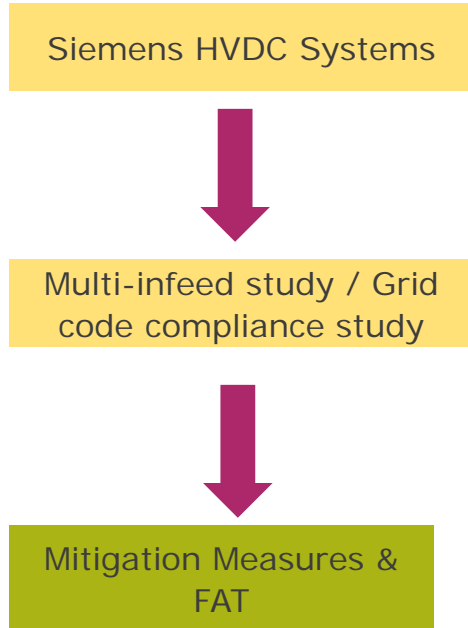 Siemens HVDC Systems
Multi-infeed study / Grid
code compliance study
Mitigation Measures &
FAT